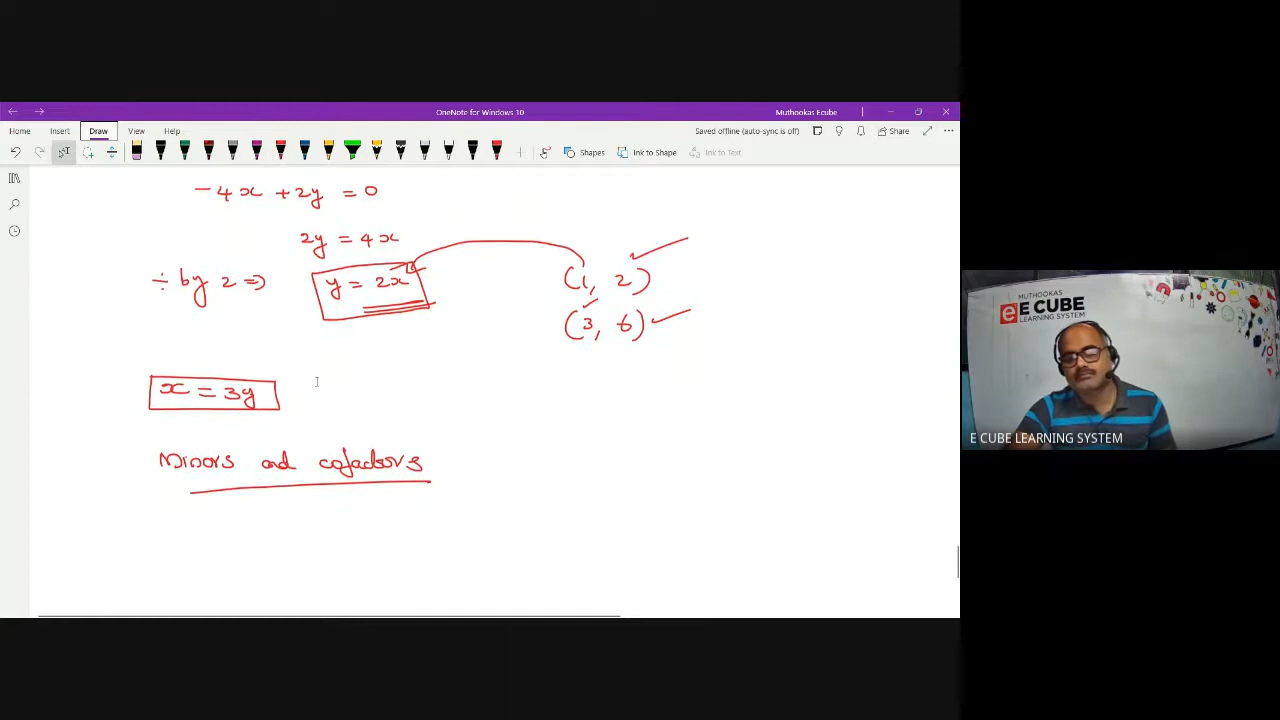 OneNote for Windows 10
Muthookas Ecube
Home Insert Draw View Help
Saved offline (auto-sync is off)
Share
Shapes
Ink to Shape
Ink to Text
-4x + 2y = 0
2y = 4x
÷ by 2 => y = 2x
(1, 2)
(3, 6)
x = 3y
Minors and cofactors
MUTHOOKAS
e E CUBE
LEARNING SYSTEM
E CUBE LEARNING SYSTEM